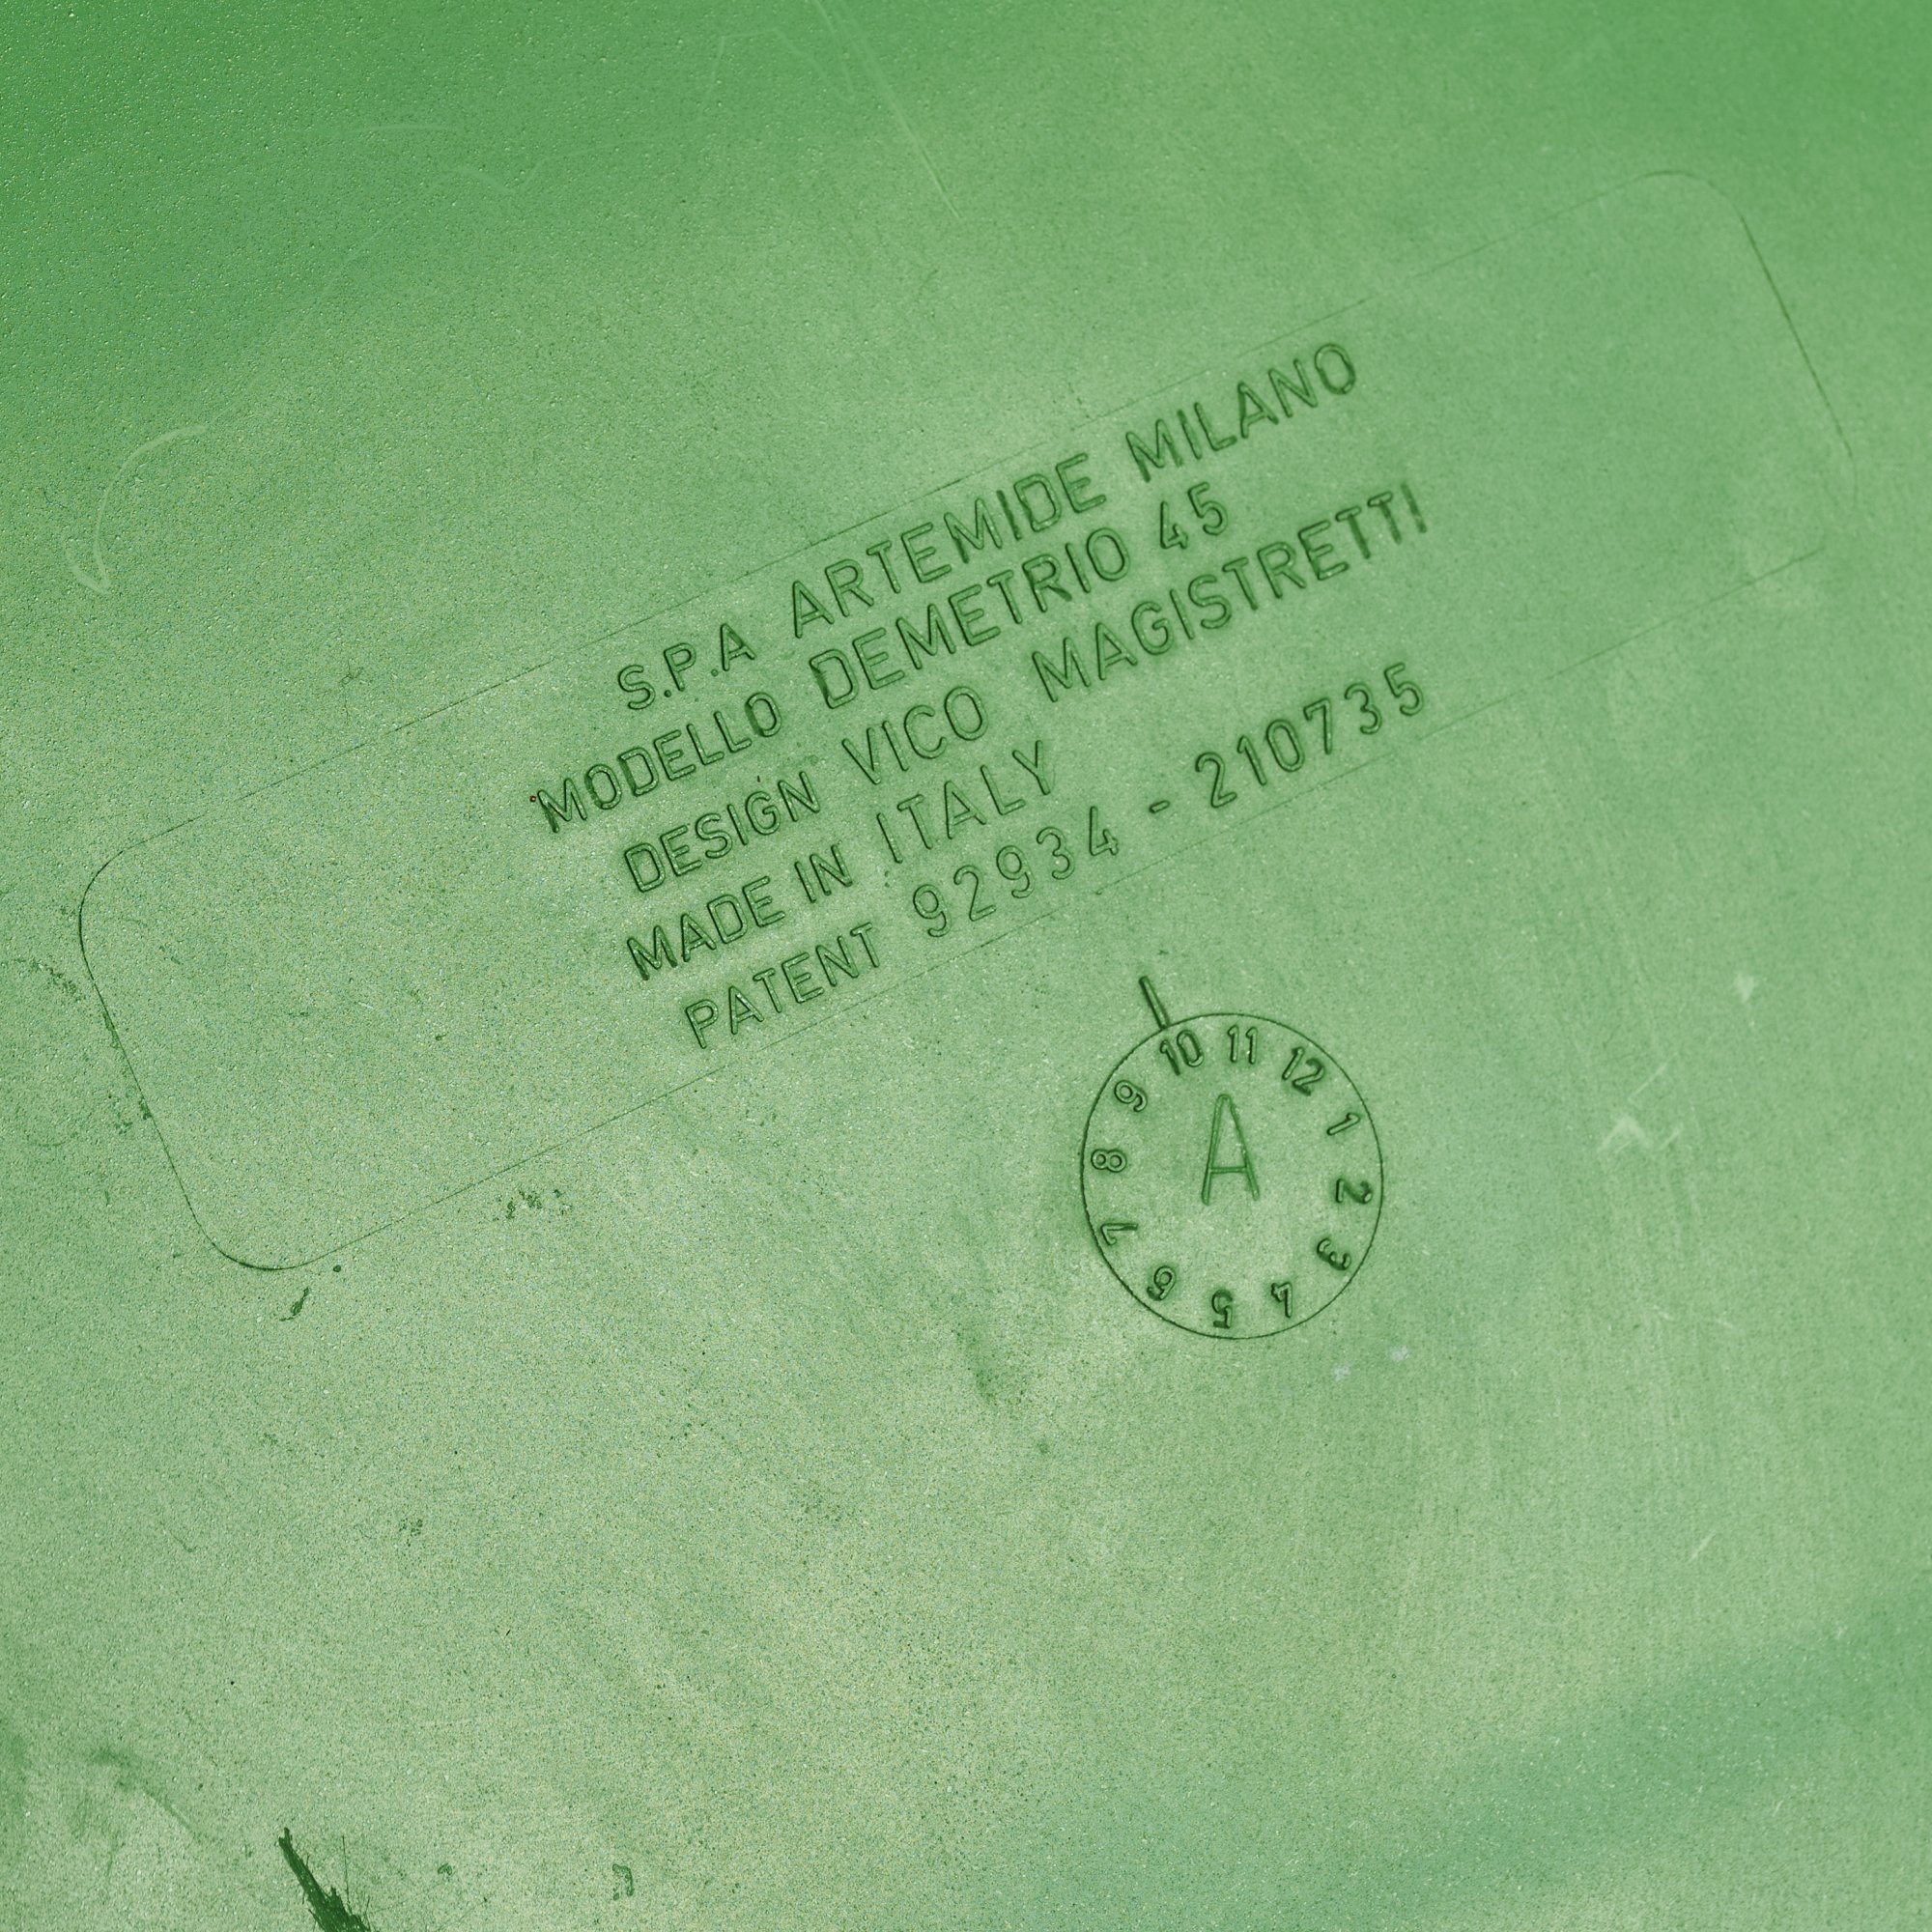 S.P.A ARTEMIDE MILANO
MODELLO DEMETRIO 45
DESIGN VICO MAGISTRETTI
MADE IN ITALY
PATENT 92934 - 210735
10 11 12 1 2 3 4 5 6 7 8 9
A